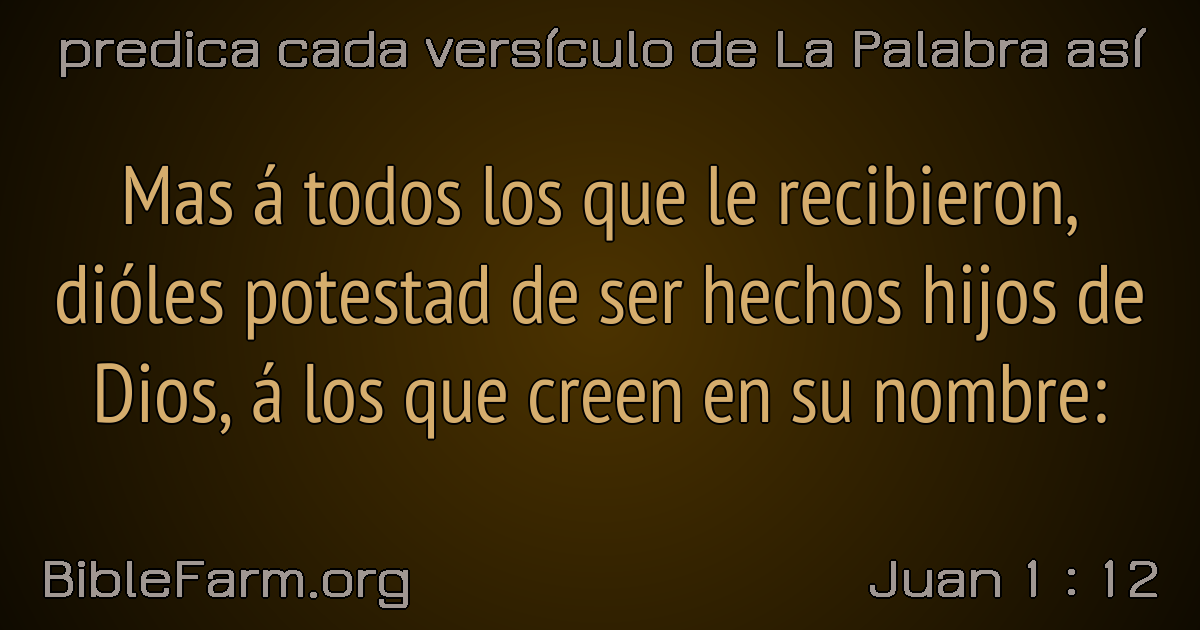 predica cada versículo de La Palabra así
Mas á todos los que le recibieron,
dióles potestad de ser hechos hijos de
Dios, á los que creen en su nombre:
BibleFarm.org
Juan 1 : 12